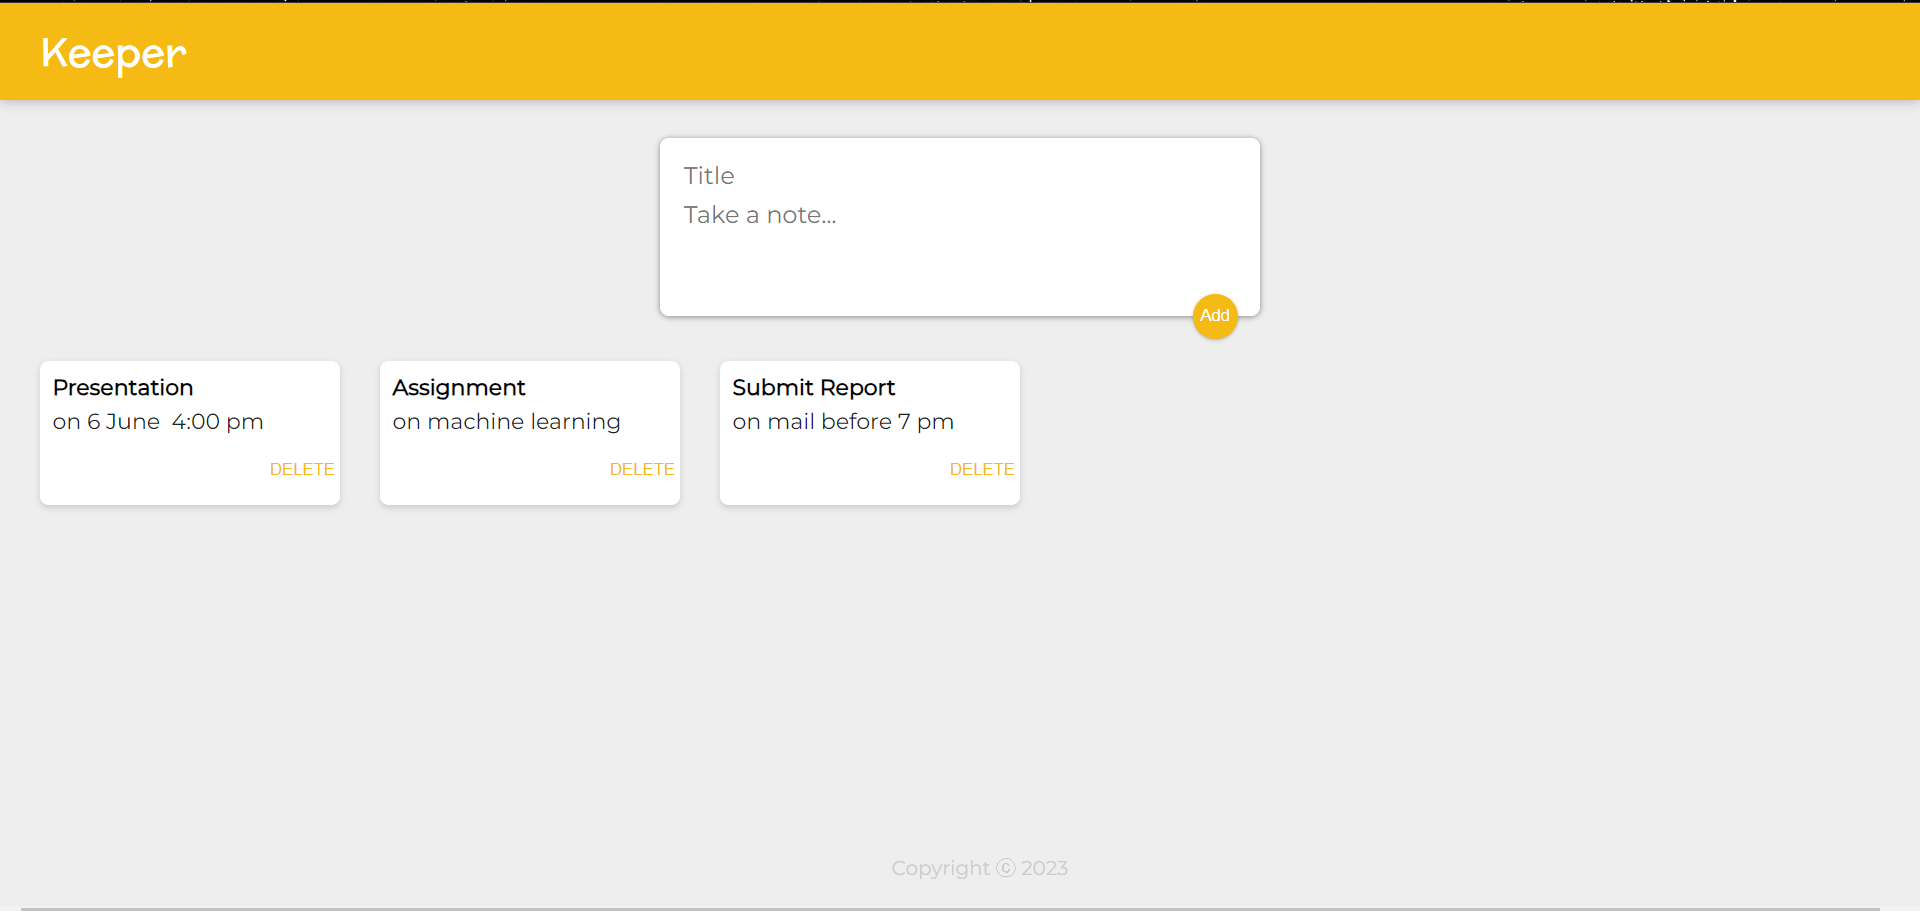 Keeper
Title
Take a note...
Add
Presentation
on 6 June  4:00 pm
DELETE
Assignment
on machine learning
DELETE
Submit Report
on mail before 7 pm
DELETE
Copyright ⓒ 2023